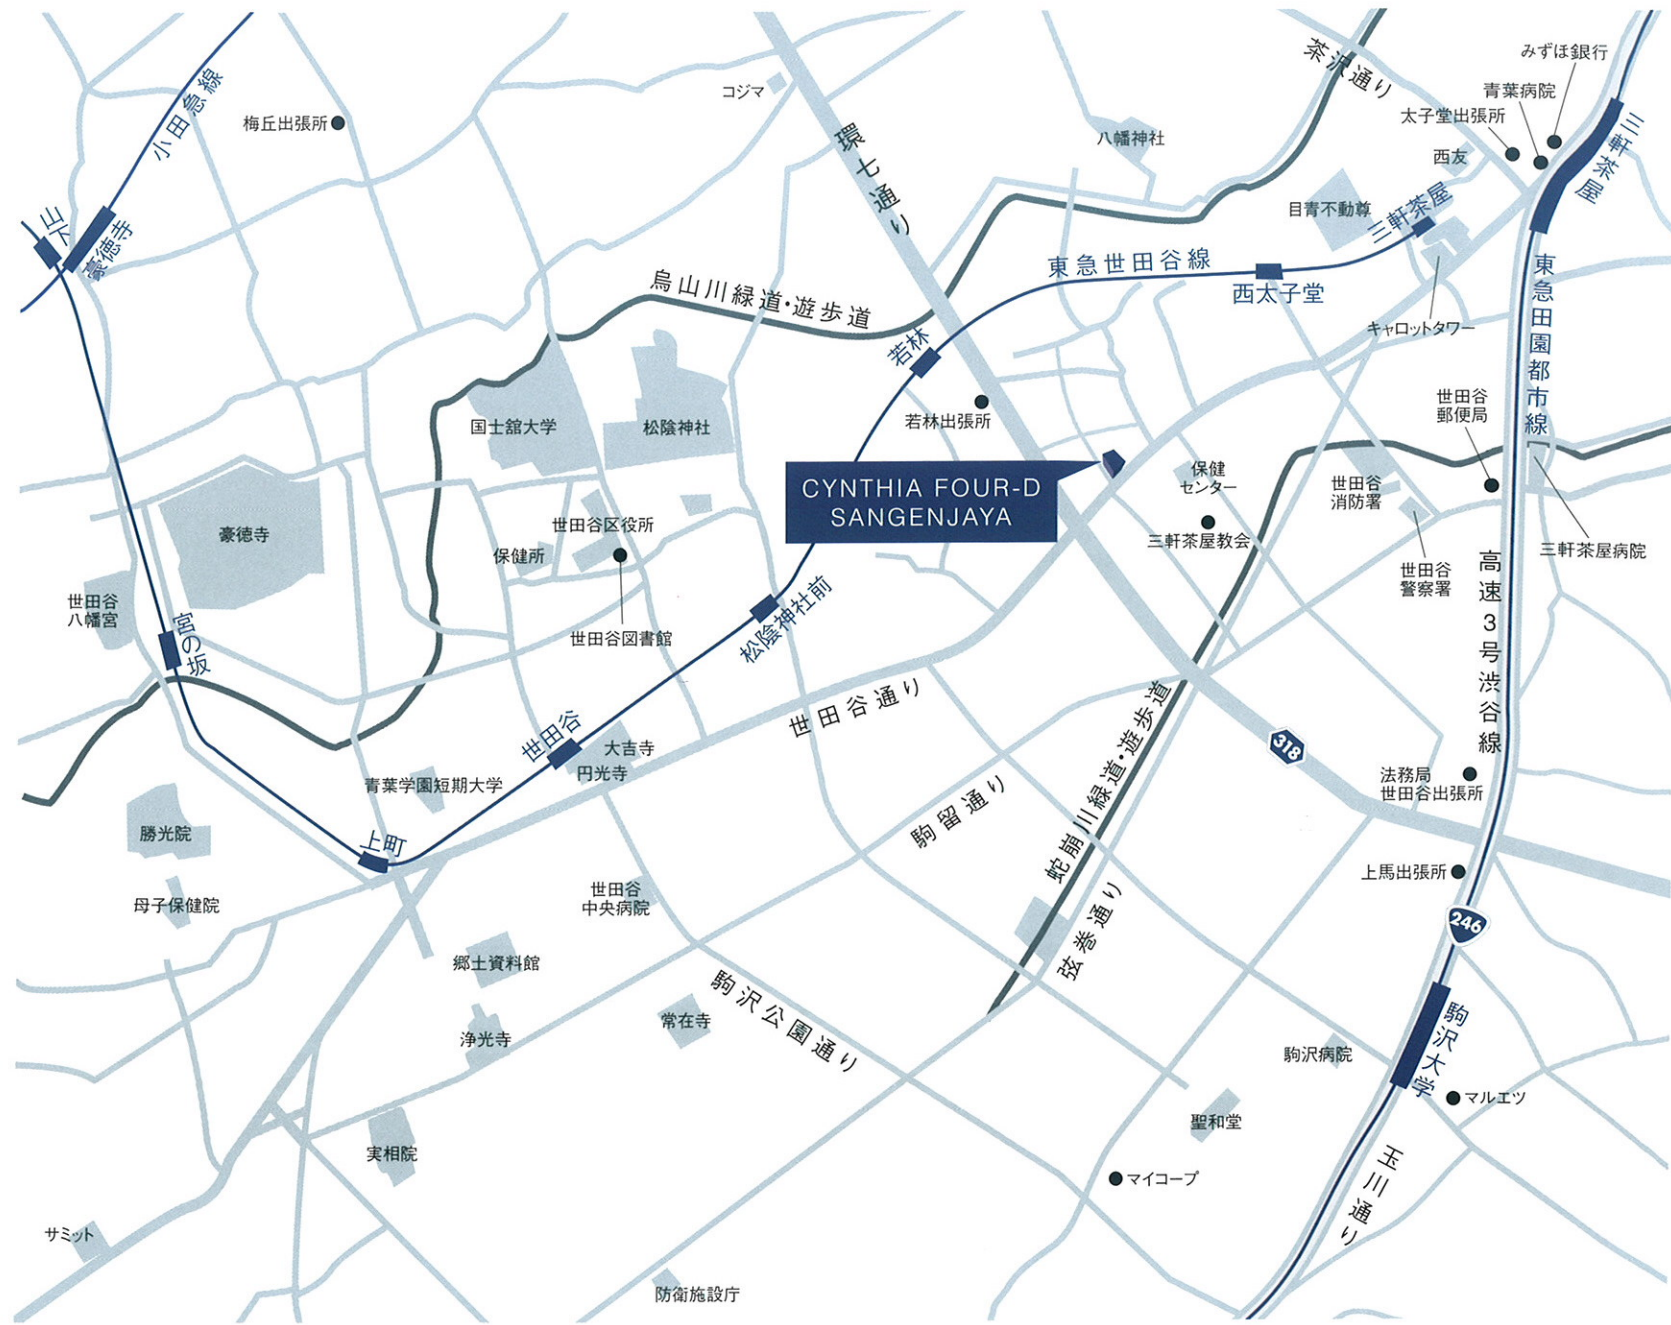 みずほ銀行
茶沢通り
青葉病院
コジマ
小田急線
太子堂出張所
梅丘出張所
環七通り
八幡神社
西友
三軒茶屋
山下
豪徳寺
目青不動尊
三軒茶屋
東急世田谷線
西太子堂
烏山川緑道・遊歩道
キャロットタワー
東急田園都市線
若林
若林出張所
世田谷
郵便局
国士舘大学
松陰神社
CYNTHIA FOUR-D
SANGENJAYA
保健
センター
世田谷
消防署
豪徳寺
世田谷区役所
保健所
三軒茶屋教会
三軒茶屋病院
世田谷
警察署
高速3号渋谷線
世田谷
八幡宮
宮の坂
世田谷図書館
松陰神社前
世田谷通り
世田谷
大吉寺
円光寺
318
蛇崩川緑道・遊歩道
青葉学園短期大学
法務局
世田谷出張所
駒留通り
勝光院
上町
上馬出張所
世田谷
中央病院
母子保健院
弦巻通り
246
郷土資料館
駒沢公園通り
常在寺
浄光寺
駒沢病院
駒沢大学
マルエツ
聖和堂
実相院
マイコープ
玉川通り
サミット
防衛施設庁